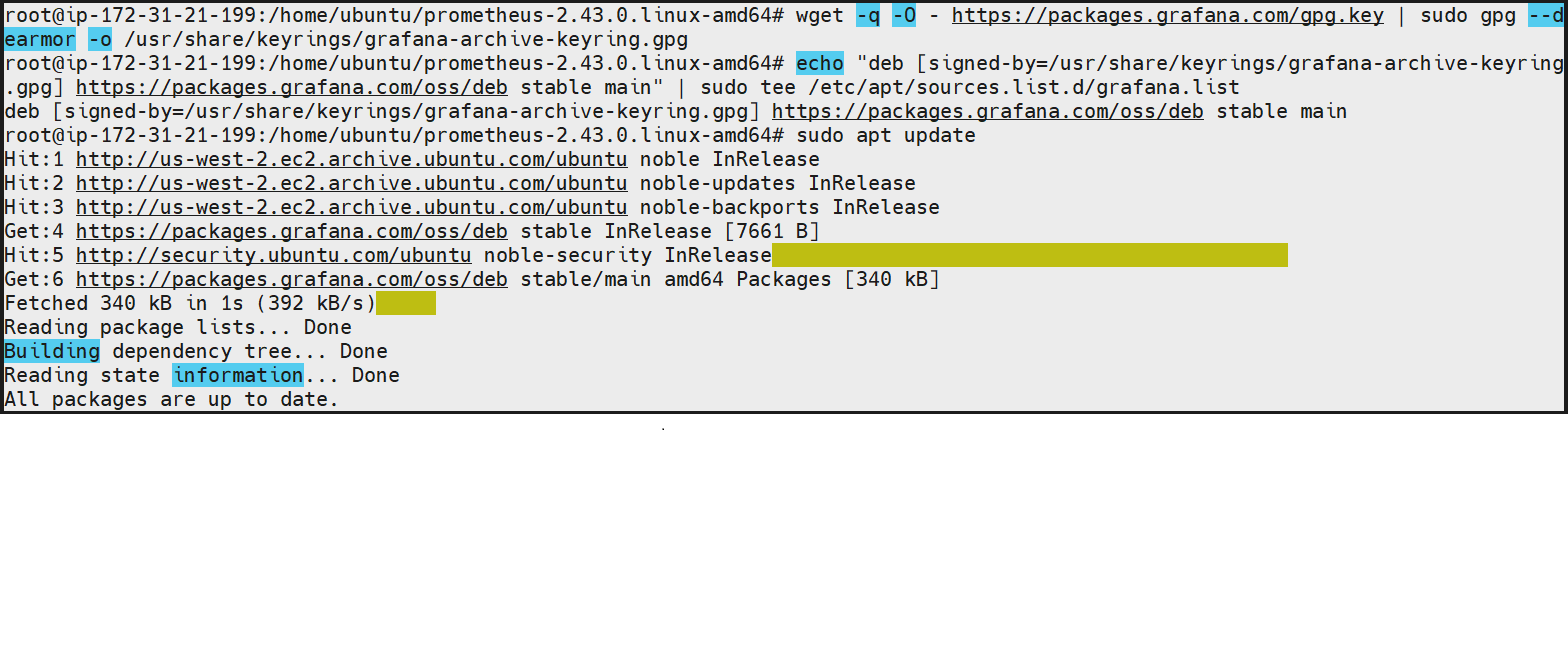 root@ip-172-31-21-199:/home/ubuntu/prometheus-2.43.0.linux-amd64# wget -q -O - https://packages.grafana.com/gpg.key | sudo gpg --d
earmor -o /usr/share/keyrings/grafana-archive-keyring.gpg
root@ip-172-31-21-199:/home/ubuntu/prometheus-2.43.0.linux-amd64# echo "deb [signed-by=/usr/share/keyrings/grafana-archive-keyring
.gpg] https://packages.grafana.com/oss/deb stable main" | sudo tee /etc/apt/sources.list.d/grafana.list
deb [signed-by=/usr/share/keyrings/grafana-archive-keyring.gpg] https://packages.grafana.com/oss/deb stable main
root@ip-172-31-21-199:/home/ubuntu/prometheus-2.43.0.linux-amd64# sudo apt update
Hit:1 http://us-west-2.ec2.archive.ubuntu.com/ubuntu noble InRelease
Hit:2 http://us-west-2.ec2.archive.ubuntu.com/ubuntu noble-updates InRelease
Hit:3 http://us-west-2.ec2.archive.ubuntu.com/ubuntu noble-backports InRelease
Get:4 https://packages.grafana.com/oss/deb stable InRelease [7661 B]
Hit:5 http://security.ubuntu.com/ubuntu noble-security InRelease
Get:6 https://packages.grafana.com/oss/deb stable/main amd64 Packages [340 kB]
Fetched 340 kB in 1s (392 kB/s)
Reading package lists... Done
Building dependency tree... Done
Reading state information... Done
All packages are up to date.